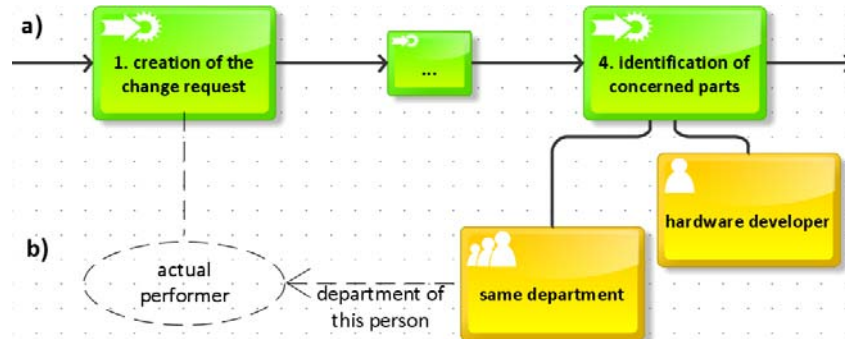 a)
1. creation of the
change request
...
4. identification of
concerned parts
hardware developer
b)
actual
performer
department of
this person
same department